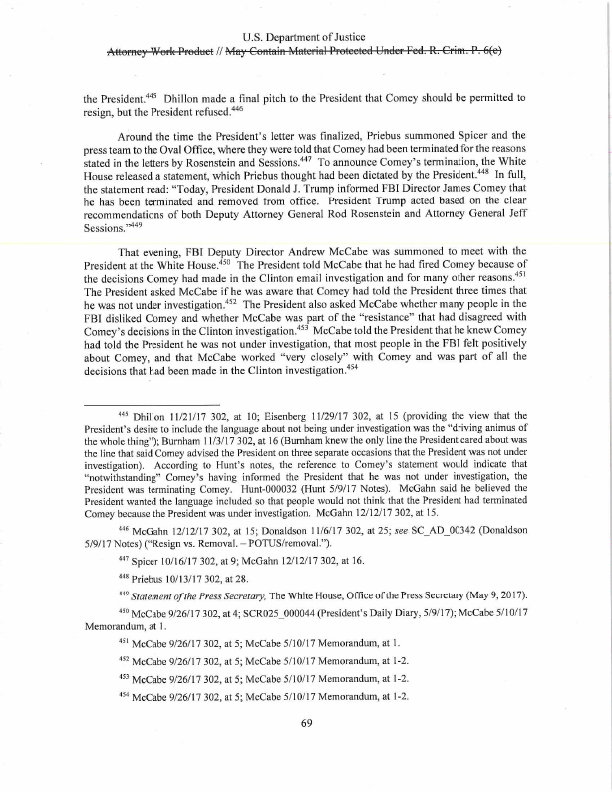 U.S. Department of Justice
Attorney Work Product // May Contain Material Protected Under Fed. R. Crim. P. 6(e)
the President.445 Dhillon made a final pitch to the President that Comey should be permitted to
resign, but the President refused.446
Around the time the President's letter was finalized, Priebus summoned Spicer and the
press team to the Oval Office, where they were told that Comey had been terminated for the reasons
stated in the letters by Rosenstein and Sessions.447 To announce Comey's termination, the White
House released a statement, which Priebus thought had been dictated by the President.448 In full,
the statement read: "Today, President Donald J. Trump informed FBI Director James Comey that
he has been terminated and removed from office. President Trump acted based on the clear
recommendations of both Deputy Attorney General Rod Rosenstein and Attorney General Jeff
Sessions."449
That evening, FBI Deputy Director Andrew McCabe was summoned to meet with the
President at the White House.450 The President told McCabe that he had fired Comey because of
the decisions Comey had made in the Clinton email investigation and for many other reasons.451
The President asked McCabe if he was aware that Comey had told the President three times that
he was not under investigation.452 The President also asked McCabe whether many people in the
FBI disliked Comey and whether McCabe was part of the "resistance" that had disagreed with
Comey's decisions in the Clinton investigation.453 McCabe told the President that he knew Comey
had told the President he was not under investigation, that most people in the FBI felt positively
about Comey, and that McCabe worked "very closely" with Comey and was part of all the
decisions that had been made in the Clinton investigation.454
445 Dhillon 11/21/17 302, at 10; Eisenberg 11/29/17 302, at 15 (providing the view that the
President's desire to include the language about not being under investigation was the "driving animus of
the whole thing"); Burnham 11/3/17 302, at 16 (Burnham knew the only line the President cared about was
the line that said Comey advised the President on three separate occasions that the President was not under
investigation). According to Hunt's notes, the reference to Comey's statement would indicate that
"notwithstanding" Comey's having informed the President that he was not under investigation, the
President was terminating Comey. Hunt-000032 (Hunt 5/9/17 Notes). McGahn said he believed the
President wanted the language included so that people would not think that the President had terminated
Comey because the President was under investigation. McGahn 12/12/17 302, at 15.
446 McGahn 12/12/17 302, at 15; Donaldson 11/6/17 302, at 25; see SC_AD_00342 (Donaldson
5/9/17 Notes) ("Resign vs. Removal. – POTUS/removal.").
447 Spicer 10/16/17 302, at 9; McGahn 12/12/17 302, at 16.
448 Priebus 10/13/17 302, at 28.
449 Statement of the Press Secretary, The White House, Office of the Press Secretary (May 9, 2017).
450 McCabe 9/26/17 302, at 4; SCR025_000044 (President's Daily Diary, 5/9/17); McCabe 5/10/17
Memorandum, at 1.
451 McCabe 9/26/17 302, at 5; McCabe 5/10/17 Memorandum, at 1.
452 McCabe 9/26/17 302, at 5; McCabe 5/10/17 Memorandum, at 1-2.
453 McCabe 9/26/17 302, at 5; McCabe 5/10/17 Memorandum, at 1-2.
454 McCabe 9/26/17 302, at 5; McCabe 5/10/17 Memorandum, at 1-2.
69